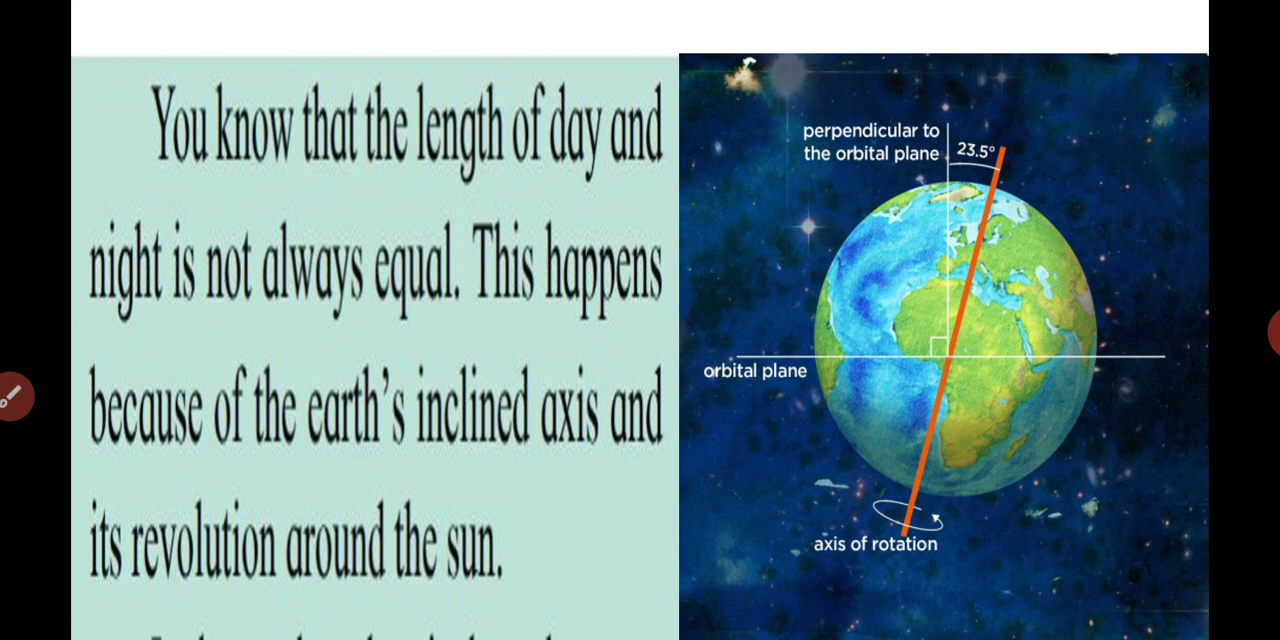 You know that the length of day and
night is not always equal. This happens
because of the earth's inclined axis and
its revolution around the sun.
perpendicular to
the orbital plane
23.5°
orbital plane
axis of rotation